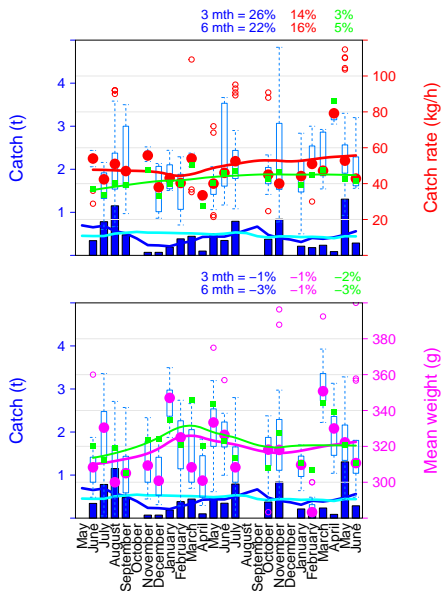 3 mth = 26% 14% 3%
6 mth = 22% 16% 5%
5
4
3
2
1
Catch (t)
100
80
60
40
20
Catch rate (kg/h)
3 mth = −1% −1% −2%
6 mth = −3% −1% −3%
5
4
3
2
1
Catch (t)
380
360
340
320
300
Mean weight (g)
May
June
July
August
September
October
November
December
January
February
March
April
May
June
July
August
September
October
November
December
January
February
March
April
May
June